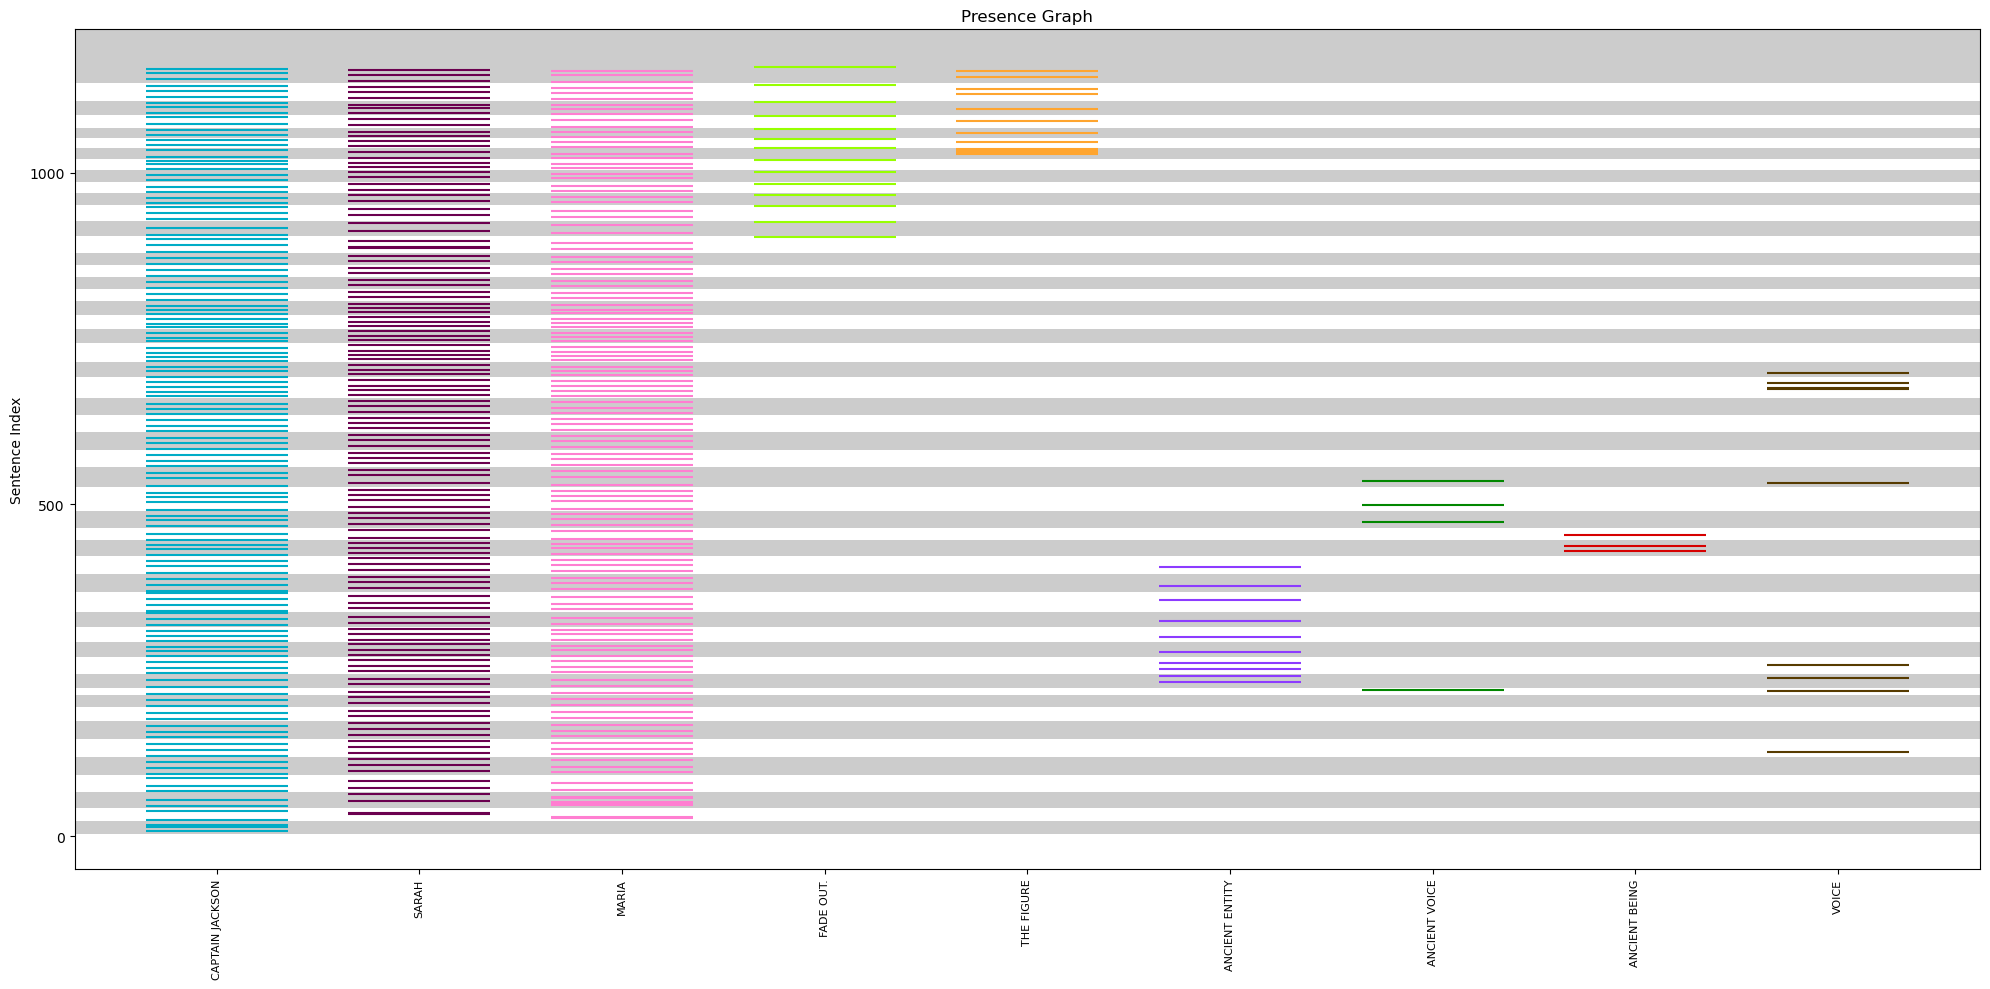 Presence Graph
Sentence Index
1000
500
0
CAPTAIN JACKSON
SARAH
MARIA
FADE OUT.
THE FIGURE
ANCIENT ENTITY
ANCIENT VOICE
ANCIENT BEING
VOICE